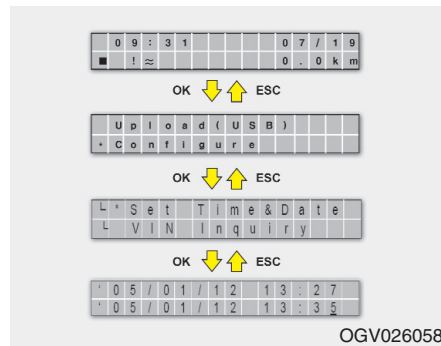 09:31 07/19
■ !≈ 0.0km
OK ESC
Upload(USB)
*Configure
OK ESC
└*Set Time&Date
└ VIN Inquiry
OK ESC
'05/01/12 13:27
'05/01/12 13:35
OGV026058